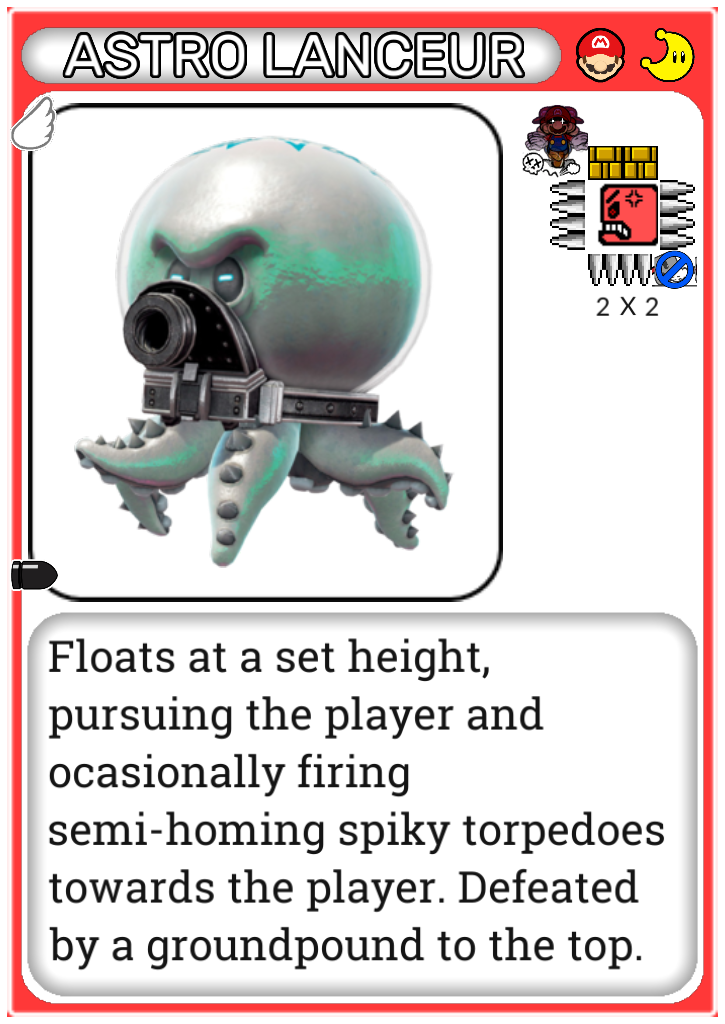 ASTRO LANCEUR
2 X 2
Floats at a set height,
pursuing the player and
ocasionally firing
semi-homing spiky torpedoes
towards the player. Defeated
by a groundpound to the top.